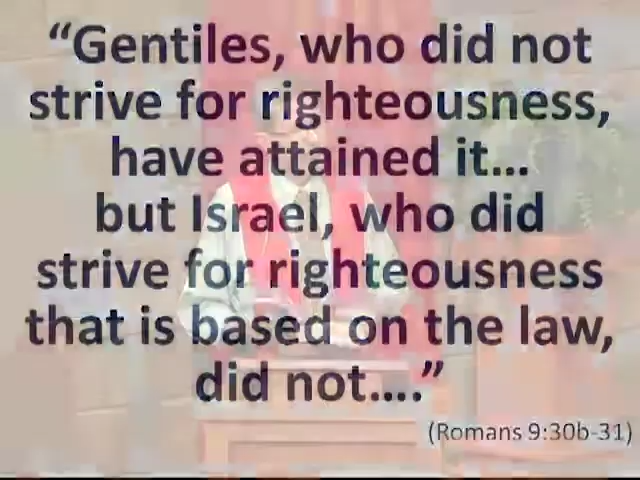 “Gentiles, who did not
strive for righteousness,
have attained it...
but Israel, who did
strive for righteousness
that is based on the law,
did not....”
(Romans 9:30b-31)